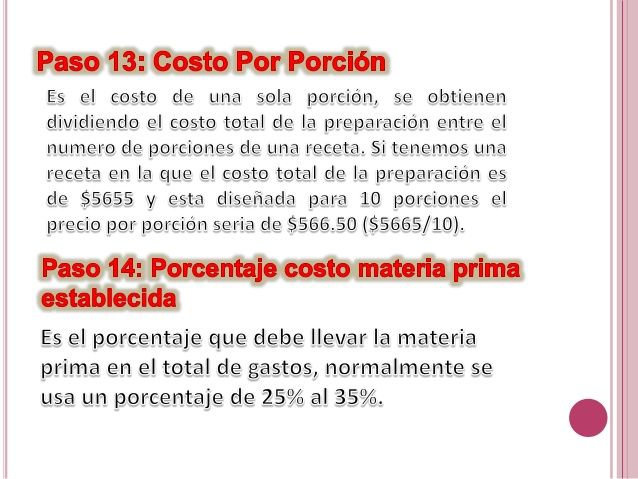 Paso 13: Costo Por Porción
Es el costo de una sola porción, se obtienen
dividiendo el costo total de la preparación entre el
numero de porciones de una receta. Si tenemos una
receta en la que el costo total de la preparación es
de $5655 y esta diseñada para 10 porciones el
precio por porción seria de $566.50 ($5665/10).
Paso 14: Porcentaje costo materia prima
establecida
Es el porcentaje que debe llevar la materia
prima en el total de gastos, normalmente se
usa un porcentaje de 25% al 35%.